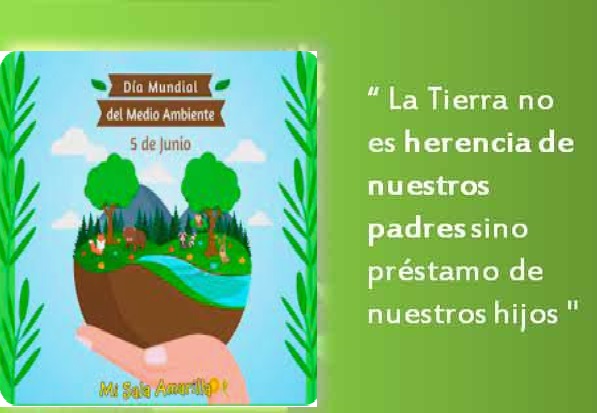 Día Mundial
del Medio Ambiente
5 de Junio
Mi Sala Amarilla
“ La Tierra no
es herencia de
nuestros
padres sino
préstamo de
nuestros hijos "